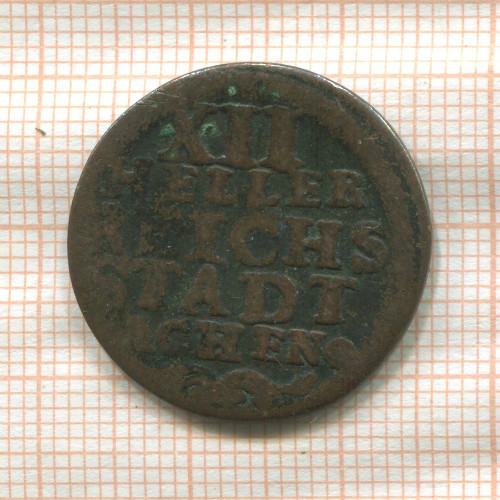 XII
HELLER
REICHS
STADT
ACHEN